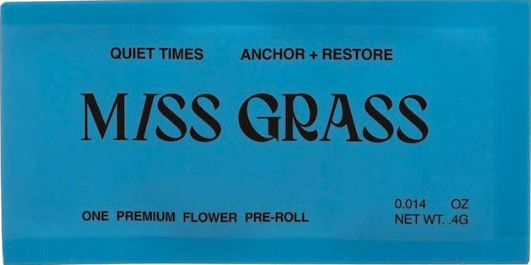 QUIET TIMES ANCHOR + RESTORE
MISS GRASS
ONE PREMIUM FLOWER PRE-ROLL
0.014 OZ
NET WT. .4G